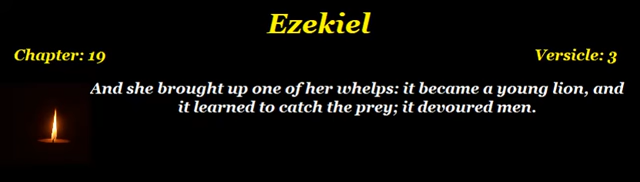 Ezekiel
Chapter: 19
Versicle: 3
And she brought up one of her whelps: it became a young lion, and
it learned to catch the prey; it devoured men.